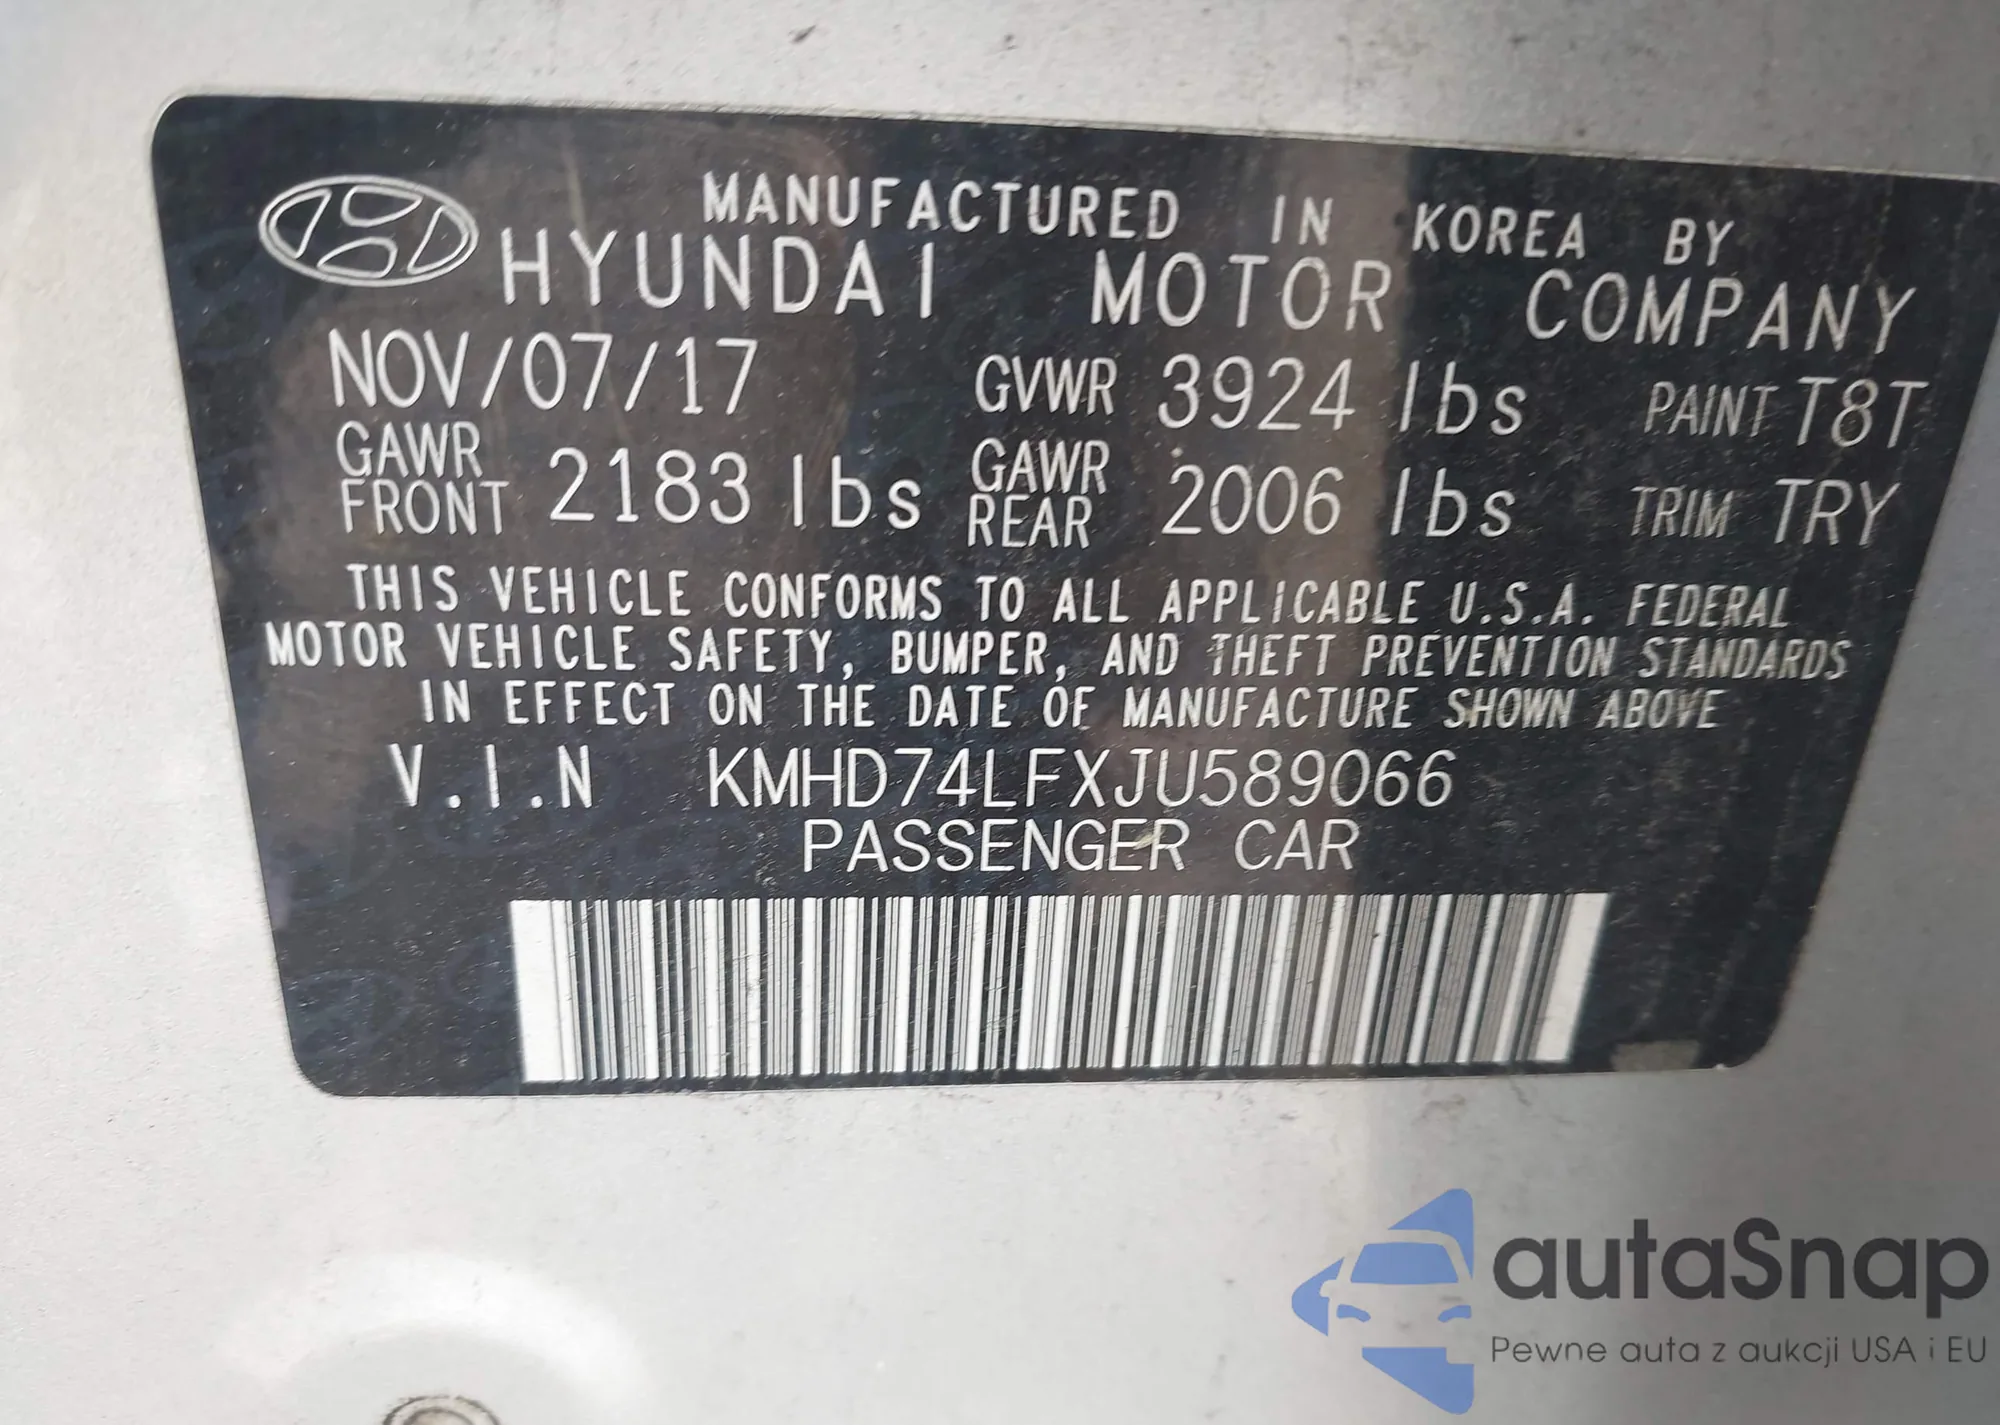 MANUFACTURED IN KOREA BY
HYUNDAI MOTOR COMPANY
NOV/07/17 GVWR 3924 lbs PAINT T8T
GAWR FRONT 2183 lbs GAWR REAR 2006 lbs TRIM TRY
THIS VEHICLE CONFORMS TO ALL APPLICABLE U.S.A. FEDERAL
MOTOR VEHICLE SAFETY, BUMPER, AND THEFT PREVENTION STANDARDS
IN EFFECT ON THE DATE OF MANUFACTURE SHOWN ABOVE
V.I.N KMHD74LFXJU589066
PASSENGER CAR
autaSnap
Pewne auta z aukcji USA i EU